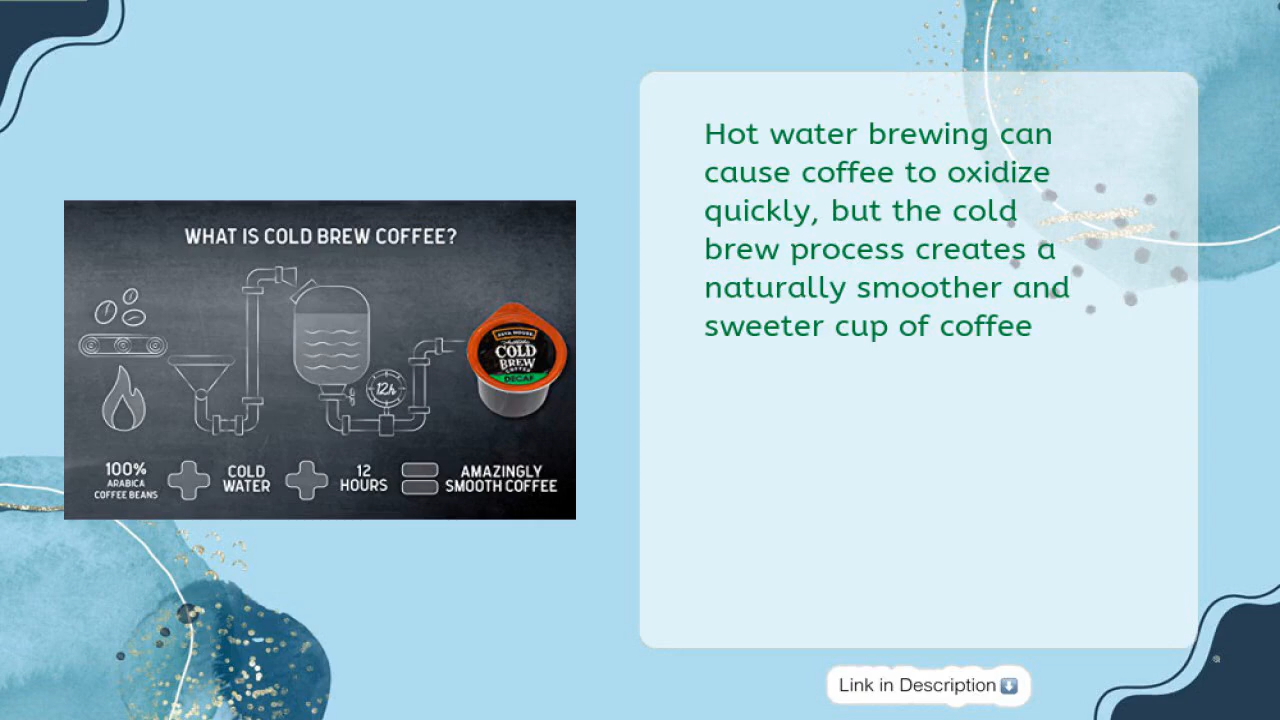 WHAT IS COLD BREW COFFEE?
12h
COLD
BREW
COFFEE
DECAF
100%
ARABICA
COFFEE BEANS
COLD
WATER
12
HOURS
AMAZINGLY
SMOOTH COFFEE
Hot water brewing can
cause coffee to oxidize
quickly, but the cold
brew process creates a
naturally smoother and
sweeter cup of coffee
Link in Description